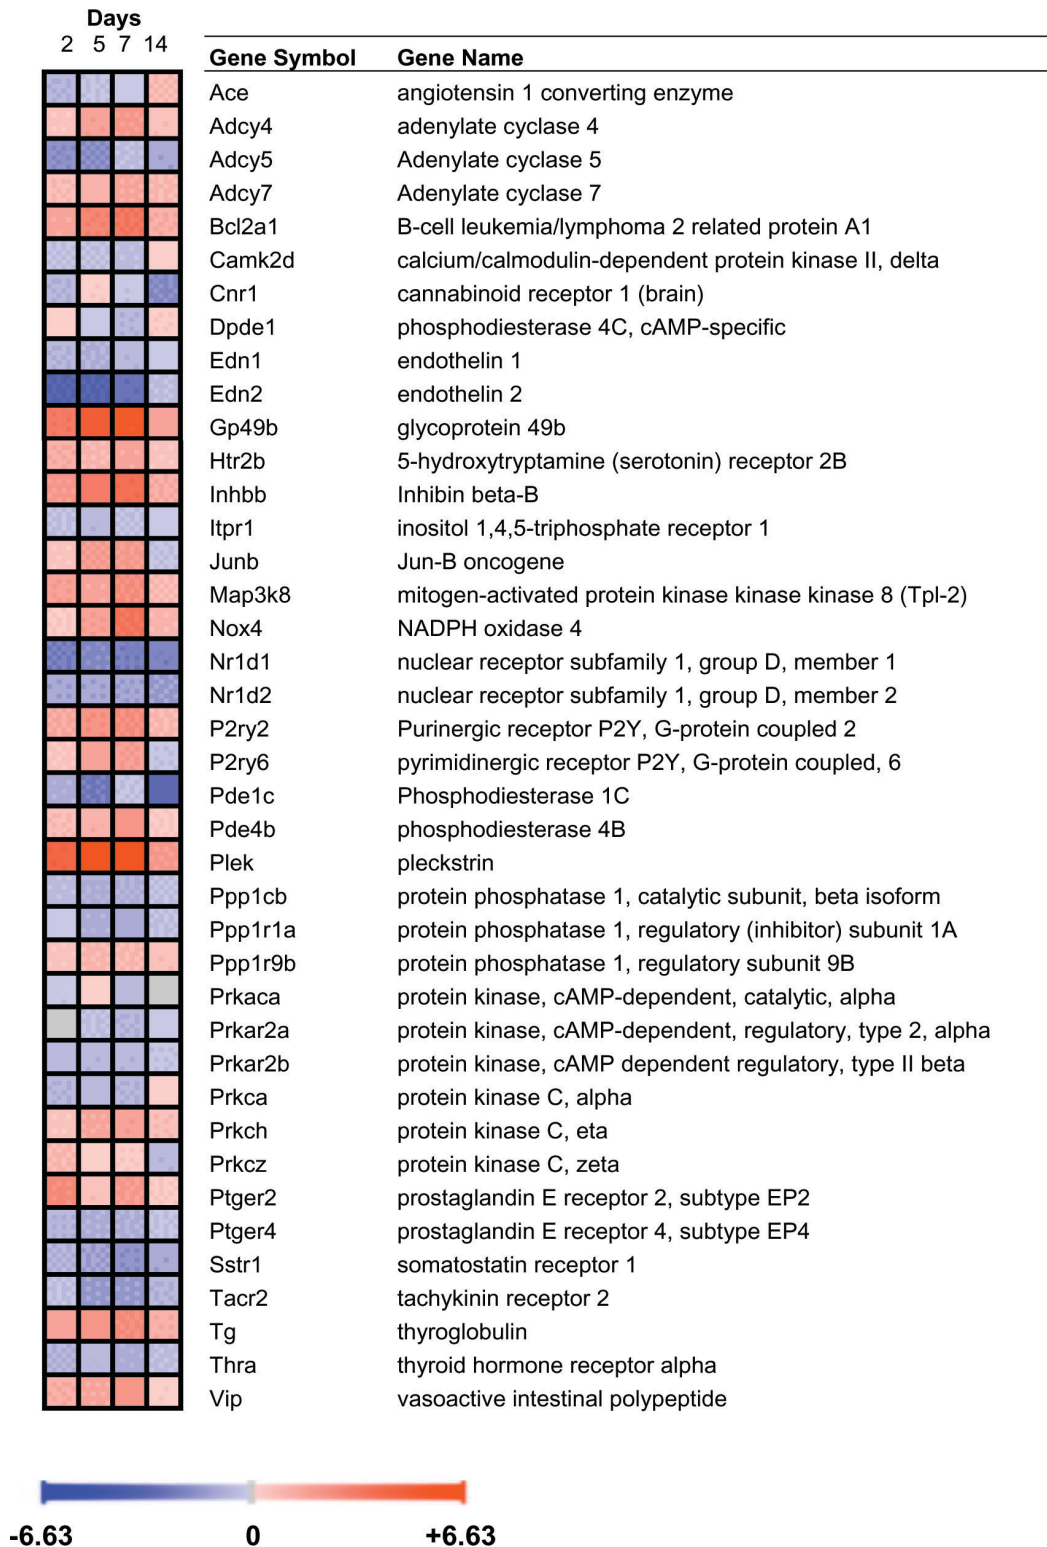 Days
2 5 7 14
Gene Symbol Gene Name
Ace angiotensin 1 converting enzyme
Adcy4 adenylate cyclase 4
Adcy5 Adenylate cyclase 5
Adcy7 Adenylate cyclase 7
Bcl2a1 B-cell leukemia/lymphoma 2 related protein A1
Camk2d calcium/calmodulin-dependent protein kinase II, delta
Cnr1 cannabinoid receptor 1 (brain)
Dpde1 phosphodiesterase 4C, cAMP-specific
Edn1 endothelin 1
Edn2 endothelin 2
Gp49b glycoprotein 49b
Htr2b 5-hydroxytryptamine (serotonin) receptor 2B
Inhbb Inhibin beta-B
Itpr1 inositol 1,4,5-triphosphate receptor 1
Junb Jun-B oncogene
Map3k8 mitogen-activated protein kinase kinase kinase 8 (Tpl-2)
Nox4 NADPH oxidase 4
Nr1d1 nuclear receptor subfamily 1, group D, member 1
Nr1d2 nuclear receptor subfamily 1, group D, member 2
P2ry2 Purinergic receptor P2Y, G-protein coupled 2
P2ry6 pyrimidinergic receptor P2Y, G-protein coupled, 6
Pde1c Phosphodiesterase 1C
Pde4b phosphodiesterase 4B
Plek pleckstrin
Ppp1cb protein phosphatase 1, catalytic subunit, beta isoform
Ppp1r1a protein phosphatase 1, regulatory (inhibitor) subunit 1A
Ppp1r9b protein phosphatase 1, regulatory subunit 9B
Prkaca protein kinase, cAMP-dependent, catalytic, alpha
Prkar2a protein kinase, cAMP-dependent, regulatory, type 2, alpha
Prkar2b protein kinase, cAMP dependent regulatory, type II beta
Prkca protein kinase C, alpha
Prkch protein kinase C, eta
Prkcz protein kinase C, zeta
Ptger2 prostaglandin E receptor 2, subtype EP2
Ptger4 prostaglandin E receptor 4, subtype EP4
Sstr1 somatostatin receptor 1
Tacr2 tachykinin receptor 2
Tg thyroglobulin
Thra thyroid hormone receptor alpha
Vip vasoactive intestinal polypeptide
-6.63 0 +6.63